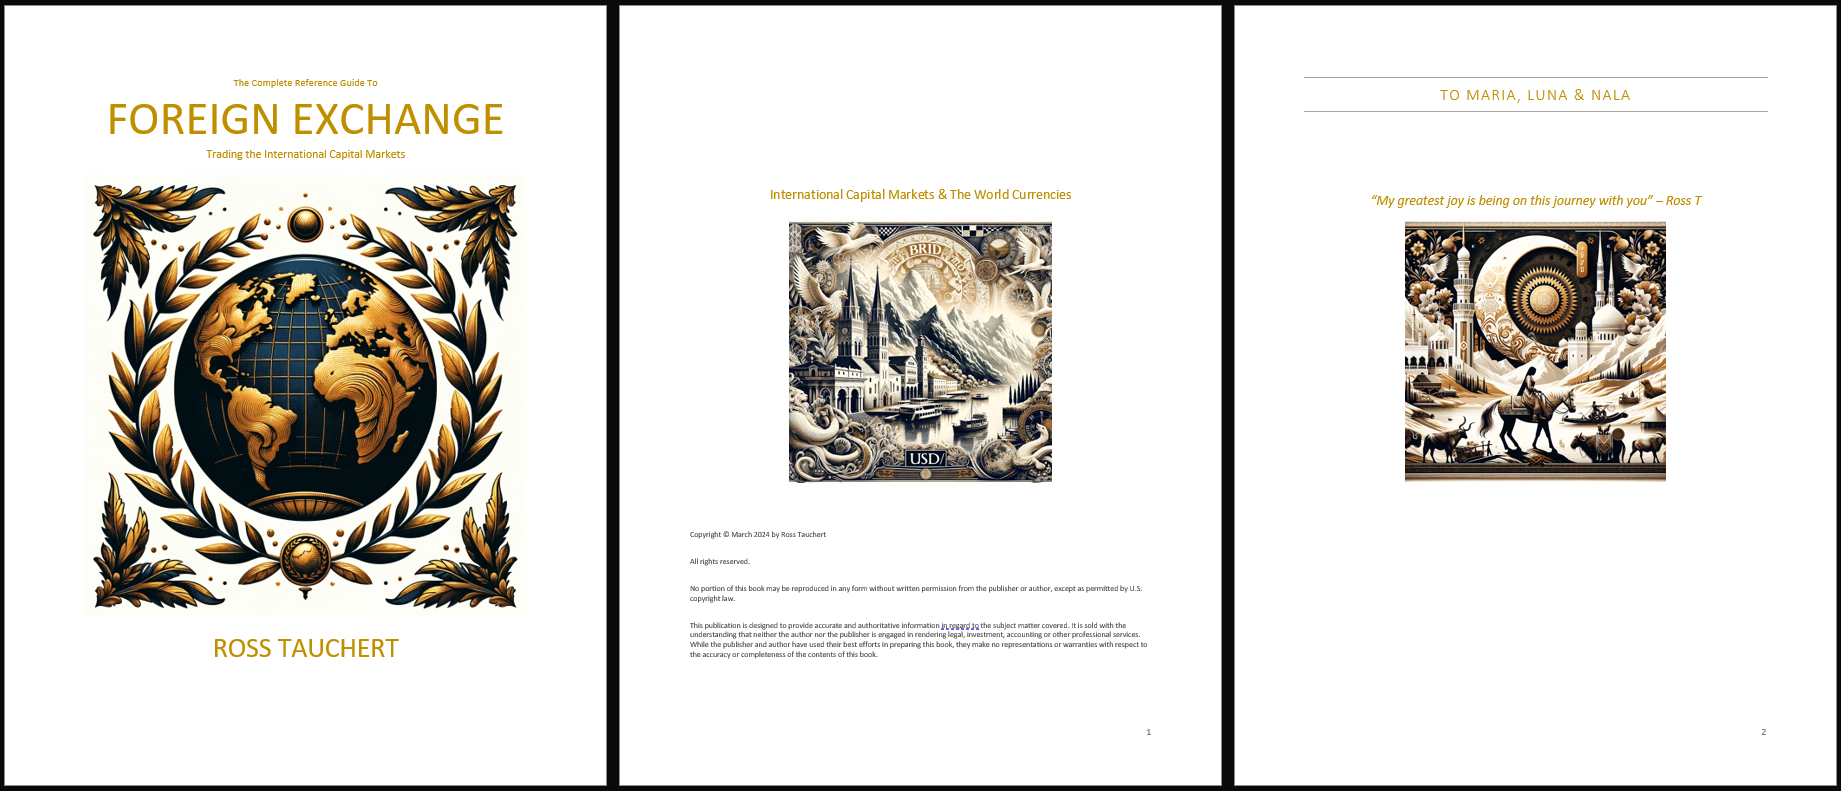 The Complete Reference Guide To
FOREIGN EXCHANGE
Trading the International Capital Markets
ROSS TAUCHERT
International Capital Markets & The World Currencies
BRID
USD/
Copyright © March 2024 by Ross Tauchert
All rights reserved.
No portion of this book may be reproduced in any form without written permission from the publisher or author, except as permitted by U.S.
copyright law.
This publication is designed to provide accurate and authoritative information in regard to the subject matter covered. It is sold with the
understanding that neither the author nor the publisher is engaged in rendering legal, investment, accounting or other professional services.
While the publisher and author have used their best efforts in preparing this book, they make no representations or warranties with respect to
the accuracy or completeness of the contents of this book.
1
TO MARIA, LUNA & NALA
“My greatest joy is being on this journey with you” – Ross T
2